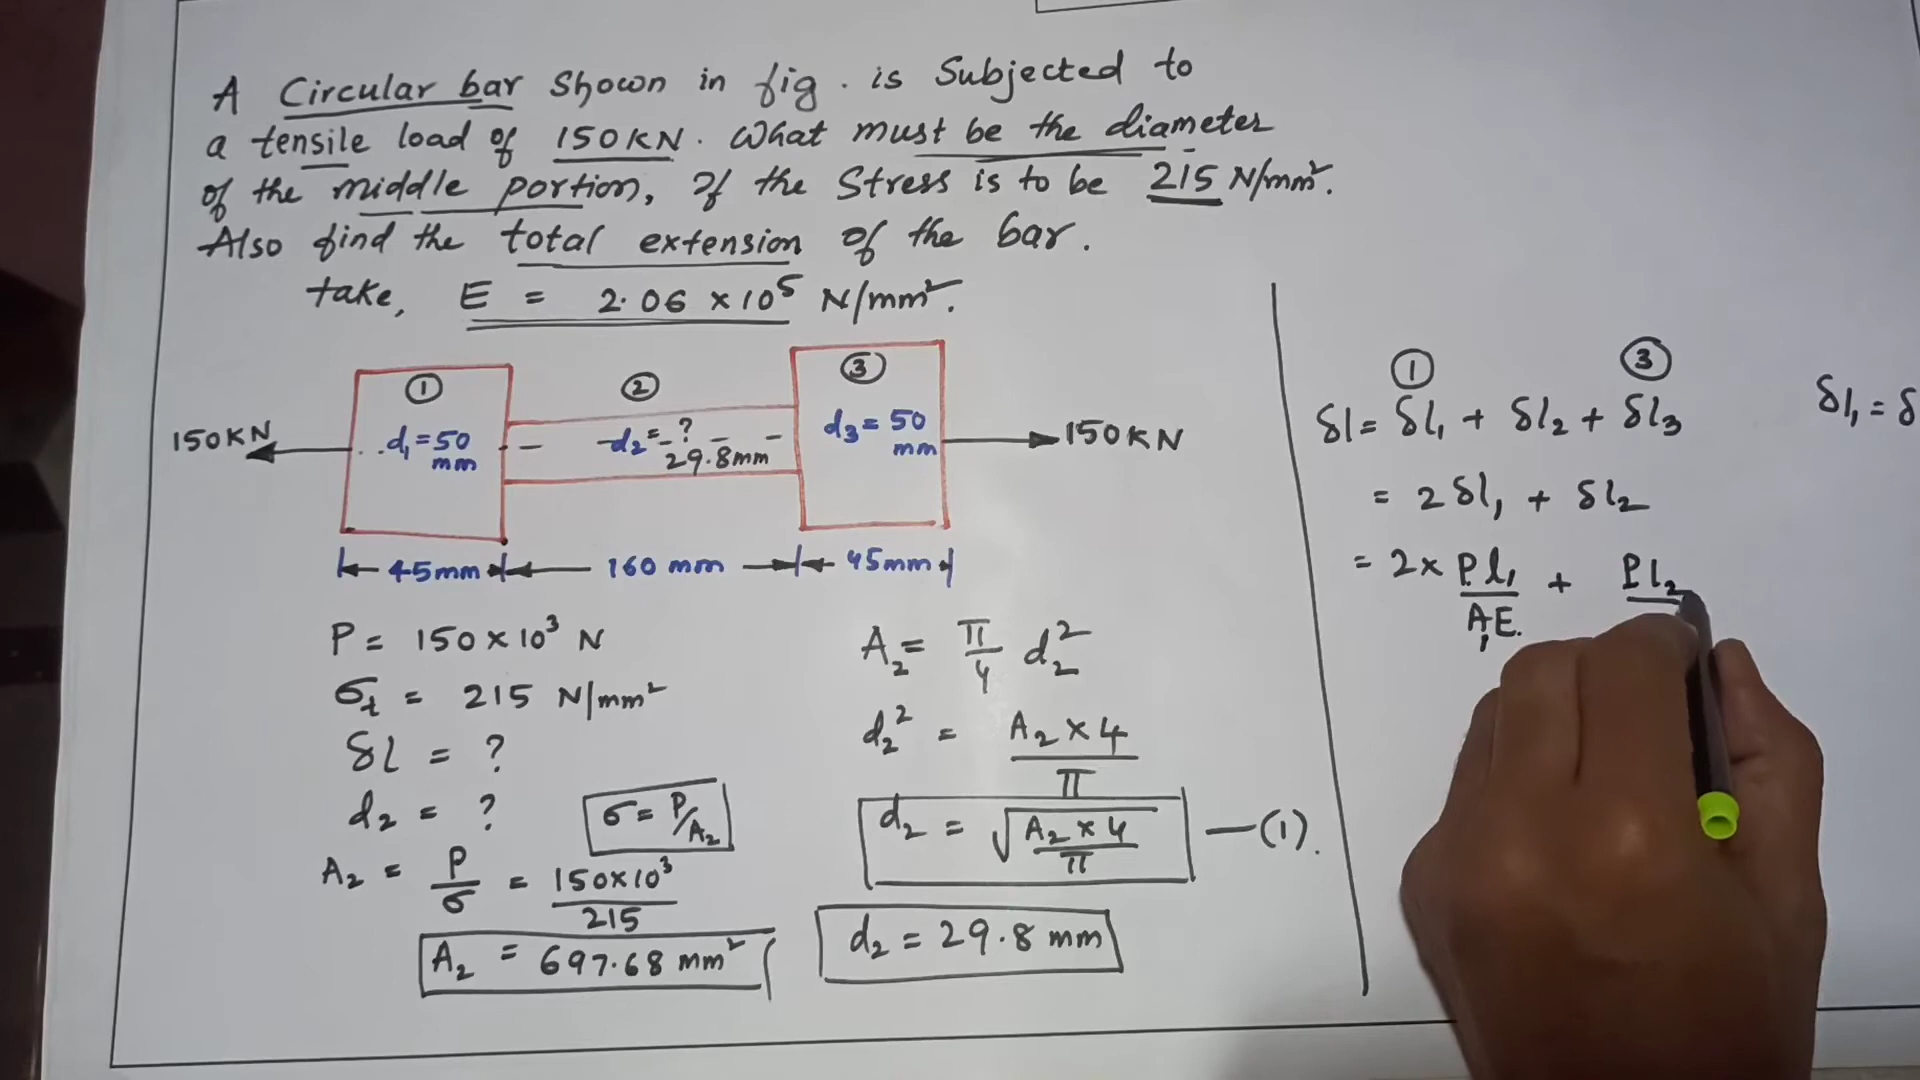 A Circular bar shown in fig. is Subjected to
a tensile load of 150KN. What must be the diameter
of the middle portion, If the Stress is to be 215 N/mm².
Also find the total extension of the bar.
take, E = 2.06 × 10⁵ N/mm².
① ② ③
150KN d₁=50 mm d₂=? 29.8mm d₃=50 mm 150KN
45mm 160 mm 45mm
P = 150×10³ N
σt = 215 N/mm²
δl = ?
d₂ = ?
σ = P/A₂
A₂ = P/σ = 150×10³/215
A₂ = 697.68 mm²
A₂ = π/4 d₂²
d₂² = A₂ × 4/π
d₂ = √(A₂ × 4/π) —(1).
d₂ = 29.8 mm
① ③
δl = δl₁ + δl₂ + δl₃
δl₁ = δ
= 2δl₁ + δl₂
= 2× Pl₁/A₁E. + Pl₂